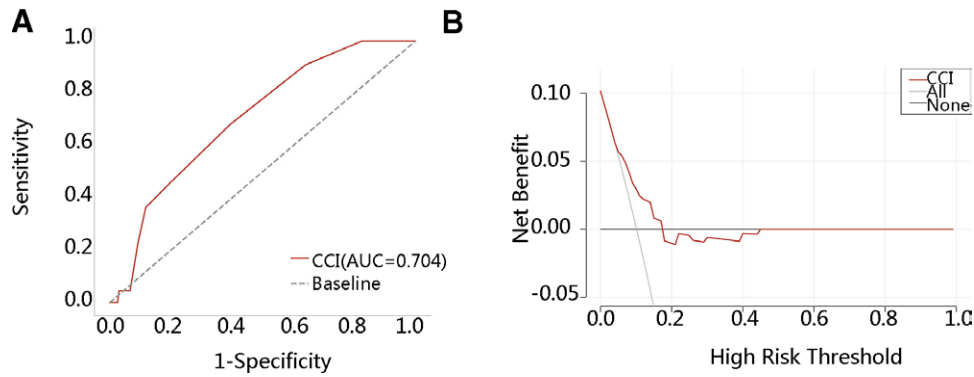 A
1.0
0.8
0.6
0.4
0.2
0.0
Sensitivity
CCI(AUC=0.704)
Baseline
0.0 0.2 0.4 0.6 0.8 1.0
1-Specificity
B
0.10
0.05
0.00
-0.05
Net Benefit
CCI
All
None
0.0 0.2 0.4 0.6 0.8 1.0
High Risk Threshold